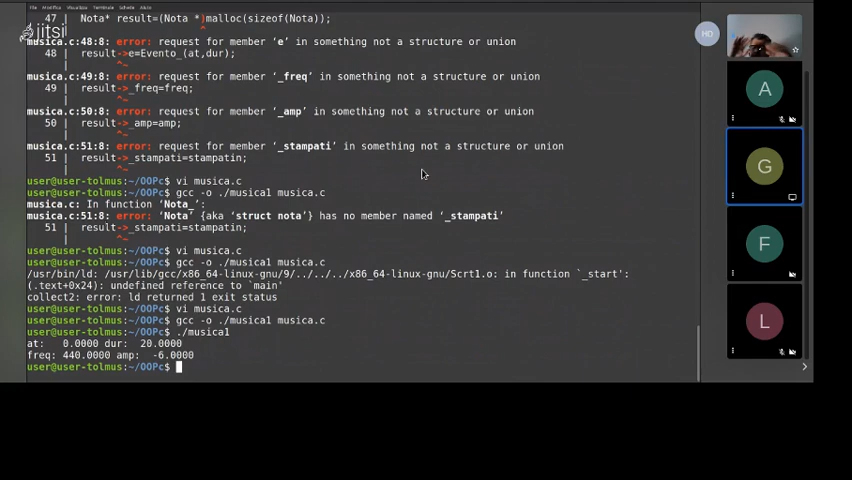 File Modifica Visualizza Terminale Schede Aiuto
47 |   Nota* result=(Nota *)malloc(sizeof(Nota));
   |                      ^
jitsi
musica.c:48:8: error: request for member ‘e’ in something not a structure or union
48 |   result->e=Evento_(at,dur);
   |         ^~
musica.c:49:8: error: request for member ‘_freq’ in something not a structure or union
49 |   result->_freq=freq;
   |         ^~
musica.c:50:8: error: request for member ‘_amp’ in something not a structure or union
50 |   result->_amp=amp;
   |         ^~
musica.c:51:8: error: request for member ‘_stampati’ in something not a structure or union
51 |   result->_stampati=stampatin;
   |         ^~
user@user-tolmus:~/OOPc$ vi musica.c
user@user-tolmus:~/OOPc$ gcc -o ./musica1 musica.c
musica.c: In function ‘Nota_’:
musica.c:51:8: error: ‘Nota’ {aka ‘struct nota’} has no member named ‘_stampati’
51 |   result->_stampati=stampatin;
   |         ^~
user@user-tolmus:~/OOPc$ vi musica.c
user@user-tolmus:~/OOPc$ gcc -o ./musica1 musica.c
/usr/bin/ld: /usr/lib/gcc/x86_64-linux-gnu/9/../../../x86_64-linux-gnu/Scrt1.o: in function `_start':
(.text+0x24): undefined reference to `main'
collect2: error: ld returned 1 exit status
user@user-tolmus:~/OOPc$ vi musica.c
user@user-tolmus:~/OOPc$ gcc -o ./musica1 musica.c
user@user-tolmus:~/OOPc$ ./musica1
at:   0.0000 dur:  20.0000
freq: 440.0000 amp:  -6.0000
user@user-tolmus:~/OOPc$
HO
A
G
F
L